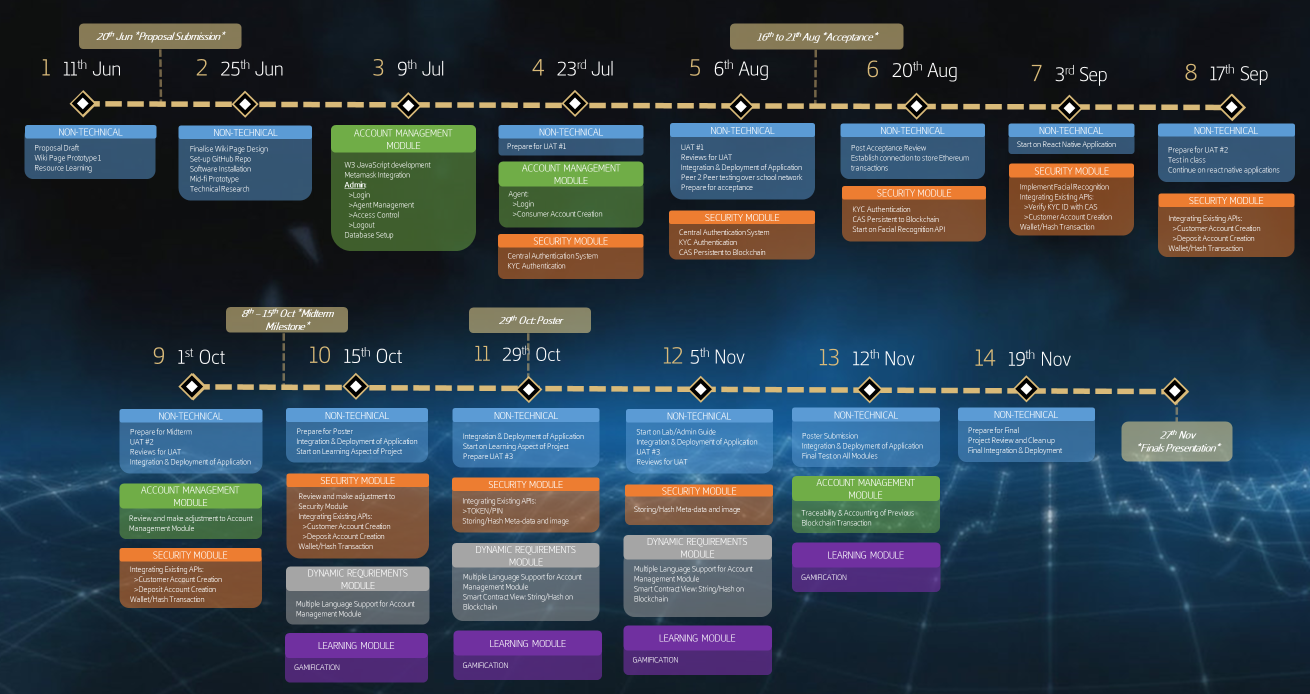 20th Jun *Proposal Submission*
16th to 21th Aug *Acceptance*
1 11th Jun
2 25th Jun
3 9th Jul
4 23rd Jul
5 6th Aug
6 20th Aug
7 3rd Sep
8 17th Sep
NON-TECHNICAL
Proposal Draft
Wiki Page Prototype 1
Resource Learning
NON-TECHNICAL
Finalise Wiki Page Design
Set-up GitHub Repo
Software Installation
Mid-fi Prototype
Technical Research
ACCOUNT MANAGEMENT
MODULE
W3 JavaScript development
Metamask Integration
Admin:
>Login
>Agent Management
>Access Control
>Logout
Database Setup
NON-TECHNICAL
Prepare for UAT #1
ACCOUNT MANAGEMENT
MODULE
Agent:
>Login
>Consumer Account Creation
SECURITY MODULE
Central Authentication System
KYC Authentication
NON-TECHNICAL
UAT #1
Reviews for UAT
Integration & Deployment of Application
Peer 2 Peer testing over school network
Prepare for acceptance
SECURITY MODULE
Central Authentication System
KYC Authentication
CAS Persistent to Blockchain
NON-TECHNICAL
Post Acceptance Review
Establish connection to store Ethereum
transactions
SECURITY MODULE
KYC Authentication
CAS Persistent to Blockchain
Start on Facial Recognition API
NON-TECHNICAL
Start on React Native Application
SECURITY MODULE
Implement Facial Recognition
Integrating Existing APIs:
>Verify KYC ID with CAS
>Customer Account Creation
Wallet/Hash Transaction
NON-TECHNICAL
Prepare for UAT #2
Test in class
Continue on react native applications
SECURITY MODULE
Integrating Existing APIs:
>Customer Account Creation
>Deposit Account Creation
Wallet/Hash Transaction
8th – 15th Oct *Midterm
Milestone*
29th Oct: Poster
9 1st Oct
10 15th Oct
11 29th Oct
12 5th Nov
13 12th Nov
14 19th Nov
NON-TECHNICAL
Prepare for Midterm
UAT #2
Reviews for UAT
Integration & Deployment of Application
ACCOUNT MANAGEMENT
MODULE
Review and make adjustment to Account
Management Module
SECURITY MODULE
Integrating Existing APIs:
>Customer Account Creation
>Deposit Account Creation
Wallet/Hash Transaction
NON-TECHNICAL
Prepare for Poster
Integration & Deployment of Application
Start on Learning Aspect of Project
SECURITY MODULE
Review and make adjustment to
Security Module
Integrating Existing APIs:
>Customer Account Creation
>Deposit Account Creation
Wallet/Hash Transaction
DYNAMIC REQURIEMENTS
MODULE
Multiple Language Support for Account
Management Module
LEARNING MODULE
GAMIFICATION
NON-TECHNICAL
Integration & Deployment of Application
Start on Learning Aspect of Project
Prepare UAT #3
SECURITY MODULE
Integrating Existing APIs:
>TOKEN/PIN
Storing/Hash Meta-data and image
DYNAMIC REQUIREMENTS
MODULE
Multiple Language Support for Account
Management Module
Smart Contract View: String/Hash on
Blockchain
LEARNING MODULE
GAMIFICATION
NON-TECHNICAL
Start on Lab/Admin Guide
Integration & Deployment of Application
UAT #3
Reviews for UAT
SECURITY MODULE
Storing/Hash Meta-data and image
DYNAMIC REQUIREMENTS
MODULE
Multiple Language Support for Account
Management Module
Smart Contract View: String/Hash on
Blockchain
LEARNING MODULE
GAMIFICATION
NON-TECHNICAL
Poster Submission
Integration & Deployment of Application
Final Test on All Modules
ACCOUNT MANAGEMENT
MODULE
Traceability & Accounting of Previous
Blockchain Transaction
LEARNING MODULE
GAMIFICATION
NON-TECHNICAL
Prepare for Final
Project Review and Clean up
Final Integration & Deployment
27th Nov
*Finals Presentation*